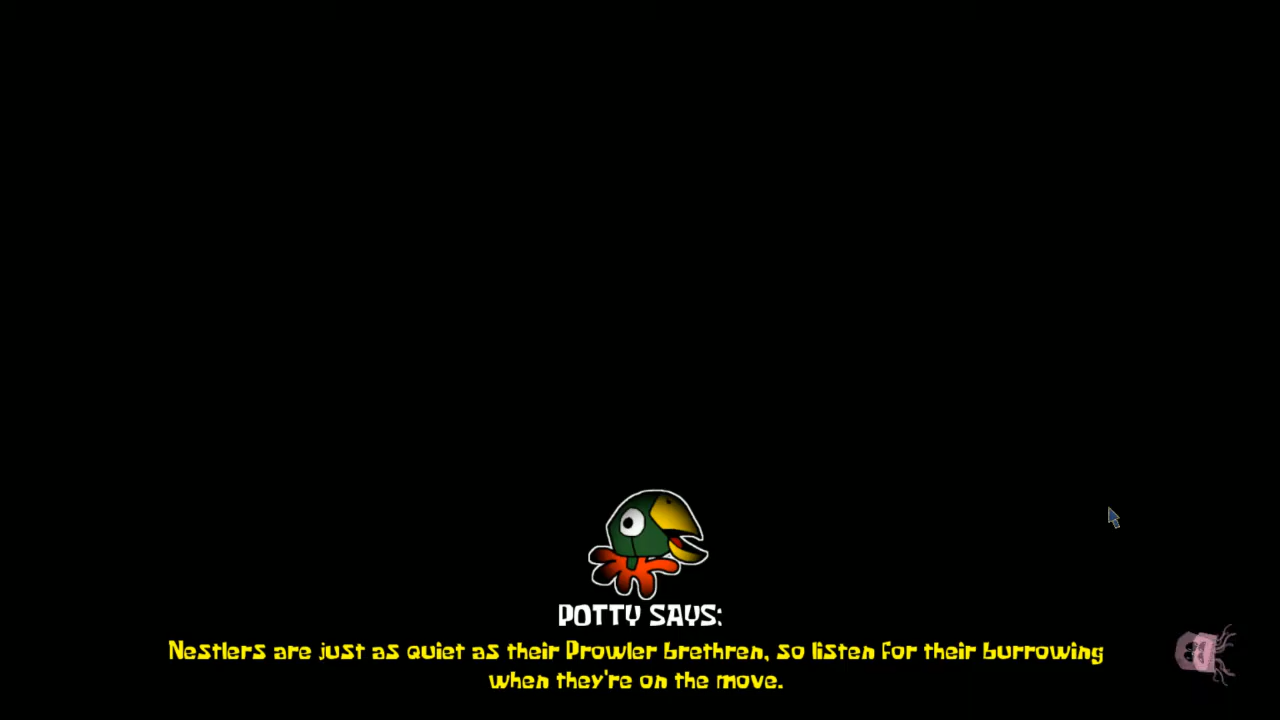 POTTY SAYS:
Nestlers are just as quiet as their Prowler brethren, so listen for their burrowing
when they're on the move.